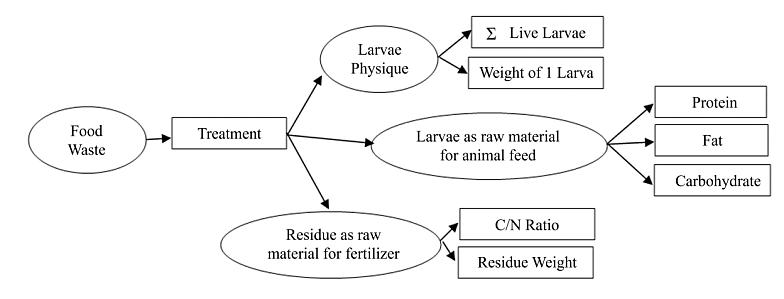 Food
Waste
Treatment
Larvae
Physique
Σ Live Larvae
Weight of 1 Larva
Larvae as raw material
for animal feed
Protein
Fat
Carbohydrate
Residue as raw
material for fertilizer
C/N Ratio
Residue Weight